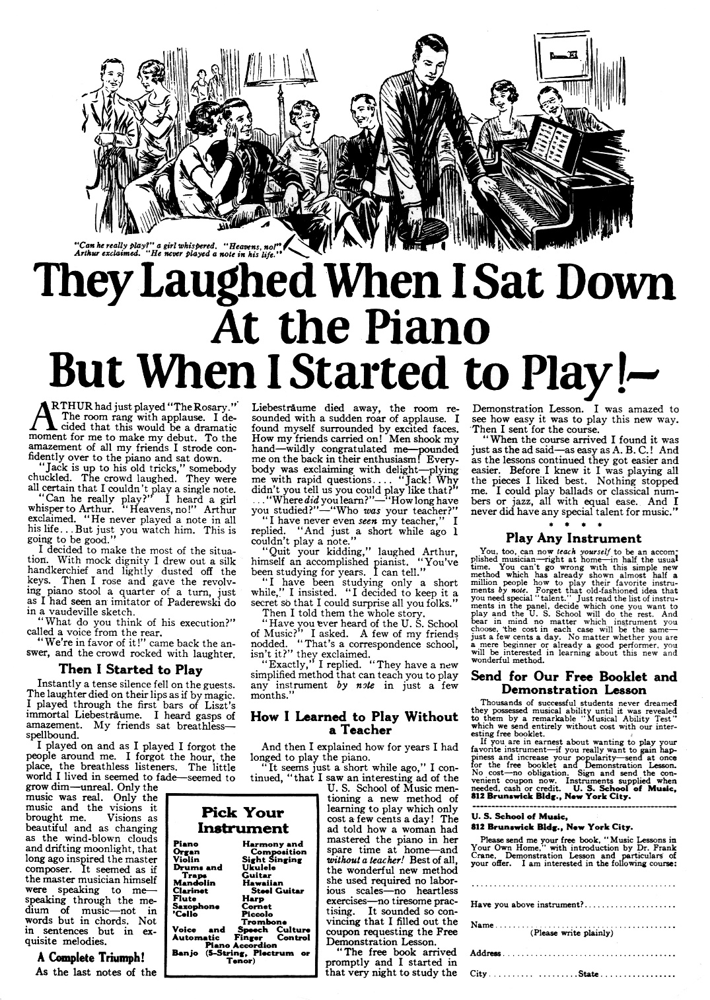 "Can he really play?" a girl whispered. "Heavens, no!"
Arthur exclaimed. "He never played a note in his life."
They Laughed When I Sat Down
At the Piano
But When I Started to Play!~
ARTHUR had just played "The Rosary."
The room rang with applause. I de-
cided that this would be a dramatic
moment for me to make my debut. To the
amazement of all my friends I strode con-
fidently over to the piano and sat down.
"Jack is up to his old tricks," somebody
chuckled. The crowd laughed. They were
all certain that I couldn't play a single note.
"Can he really play?" I heard a girl
whisper to Arthur. "Heavens, no!" Arthur
exclaimed. "He never played a note in all
his life...But just you watch him. This is
going to be good."
I decided to make the most of the situa-
tion. With mock dignity I drew out a silk
handkerchief and lightly dusted off the
keys. Then I rose and gave the revolv-
ing piano stool a quarter of a turn, just
as I had seen an imitator of Paderewski do
in a vaudeville sketch.
"What do you think of his execution?"
called a voice from the rear.
"We're in favor of it!" came back the an-
swer, and the crowd rocked with laughter.
Then I Started to Play
Instantly a tense silence fell on the guests.
The laughter died on their lips as if by magic.
I played through the first bars of Liszt's
immortal Liebesträume. I heard gasps of
amazement. My friends sat breathless—
spellbound.
I played on and as I played I forgot the
people around me. I forgot the hour, the
place, the breathless listeners. The little
world I lived in seemed to fade—seemed to
grow dim—unreal. Only the
music was real. Only the
music and the visions it
brought me. Visions as
beautiful and as changing
as the wind-blown clouds
and drifting moonlight, that
long ago inspired the master
composer. It seemed as if
the master musician himself
were speaking to me—
speaking through the me-
dium of music—not in
words but in chords. Not
in sentences but in ex-
quisite melodies.
A Complete Triumph!
As the last notes of the
Liebesträume died away, the room re-
sounded with a sudden roar of applause. I
found myself surrounded by excited faces.
How my friends carried on! Men shook my
hand—wildly congratulated me—pounded
me on the back in their enthusiasm! Every-
body was exclaiming with delight—plying
me with rapid questions.... "Jack! Why
didn't you tell us you could play like that?"
..."Where did you learn?"—"How long have
you studied?"—"Who was your teacher?"
"I have never even seen my teacher," I
replied. "And just a short while ago I
couldn't play a note."
"Quit your kidding," laughed Arthur,
himself an accomplished pianist. "You've
been studying for years. I can tell."
"I have been studying only a short
while," I insisted. "I decided to keep it a
secret so that I could surprise all you folks."
Then I told them the whole story.
"Have you ever heard of the U. S. School
of Music?" I asked. A few of my friends
nodded. "That's a correspondence school,
isn't it?" they exclaimed.
"Exactly," I replied. "They have a new
simplified method that can teach you to play
any instrument by note in just a few
months."
How I Learned to Play Without
a Teacher
And then I explained how for years I had
longed to play the piano.
"It seems just a short while ago," I con-
tinued, "that I saw an interesting ad of the
U. S. School of Music men-
tioning a new method of
learning to play which only
cost a few cents a day! The
ad told how a woman had
mastered the piano in her
spare time at home—and
without a teacher! Best of all,
the wonderful new method
she used required no labor-
ious scales—no heartless
exercises—no tiresome prac-
tising. It sounded so con-
vincing that I filled out the
coupon requesting the Free
Demonstration Lesson.
"The free book arrived
promptly and I started in
that very night to study the
Pick Your
Instrument
Piano
Organ
Violin
Drums and
Traps
Mandolin
Clarinet
Flute
Saxophone
'Cello
Harmony and
Composition
Sight Singing
Ukulele
Guitar
Hawaiian
Steel Guitar
Harp
Cornet
Piccolo
Trombone
Voice and Speech Culture
Automatic Finger Control
Piano Accordion
Banjo (5-String, Plectrum or
Tenor)
Demonstration Lesson. I was amazed to
see how easy it was to play this new way.
Then I sent for the course.
"When the course arrived I found it was
just as the ad said—as easy as A. B. C.! And
as the lessons continued they got easier and
easier. Before I knew it I was playing all
the pieces I liked best. Nothing stopped
me. I could play ballads or classical num-
bers or jazz, all with equal ease. And I
never did have any special talent for music."
* * * *
Play Any Instrument
You, too, can now teach yourself to be an accom-
plished musician—right at home—in half the usual
time. You can't go wrong with this simple new
method which has already shown almost half a
million people how to play their favorite instru-
ments by note. Forget that old-fashioned idea that
you need special "talent." Just read the list of instru-
ments in the panel, decide which one you want to
play and the U. S. School will do the rest. And
bear in mind no matter which instrument you
choose, the cost in each case will be the same—
just a few cents a day. No matter whether you are
a mere beginner or already a good performer, you
will be interested in learning about this new and
wonderful method.
Send for Our Free Booklet and
Demonstration Lesson
Thousands of successful students never dreamed
they possessed musical ability until it was revealed
to them by a remarkable "Musical Ability Test"
which we send entirely without cost with our inter-
esting free booklet.
If you are in earnest about wanting to play your
favorite instrument—if you really want to gain hap-
piness and increase your popularity—send at once
for the free booklet and Demonstration Lesson.
No cost—no obligation. Sign and send the con-
venient coupon now. Instruments supplied when
needed, cash or credit. U. S. School of Music,
812 Brunswick Bldg., New York City.
U. S. School of Music,
812 Brunswick Bldg., New York City.
Please send me your free book, "Music Lessons in
Your Own Home," with introduction by Dr. Frank
Crane, Demonstration Lesson and particulars of
your offer. I am interested in the following course:
Have you above instrument?
Name
(Please write plainly)
Address
City State